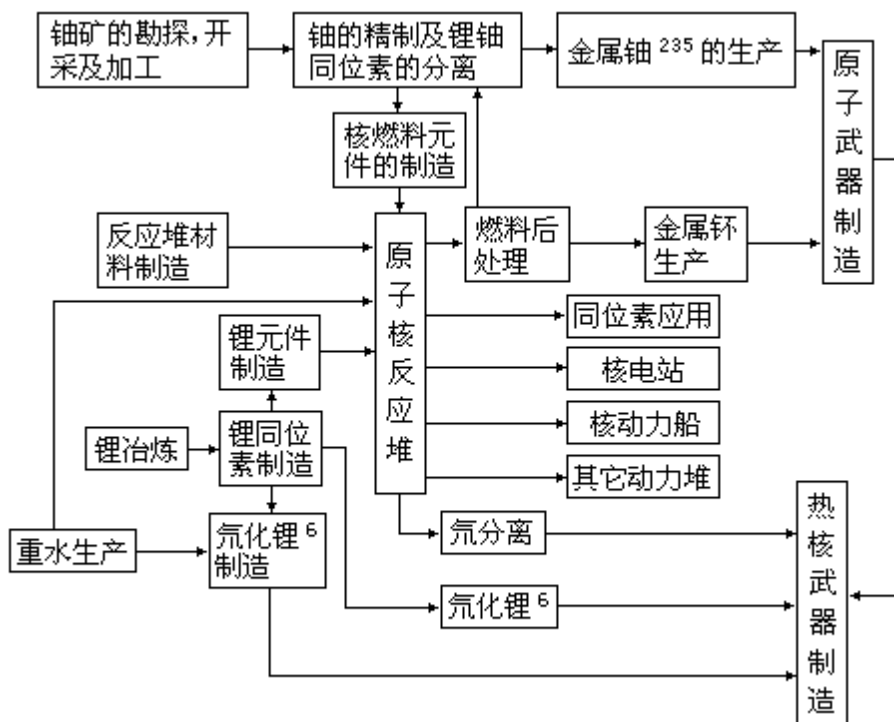 铀矿的勘探，开
采及加工
铀的精制及锂铀
同位素的分离
金属铀 235 的生产
原子武器制造
核燃料元
件的制造
反应堆材
料制造
原子核反应堆
燃料后
处理
金属钚
生产
同位素应用
锂元件
制造
核电站
核动力船
锂冶炼
锂同位
素制造
其它动力堆
热核武器制造
重水生产
氘化锂 6
制造
氚分离
氚化锂 6